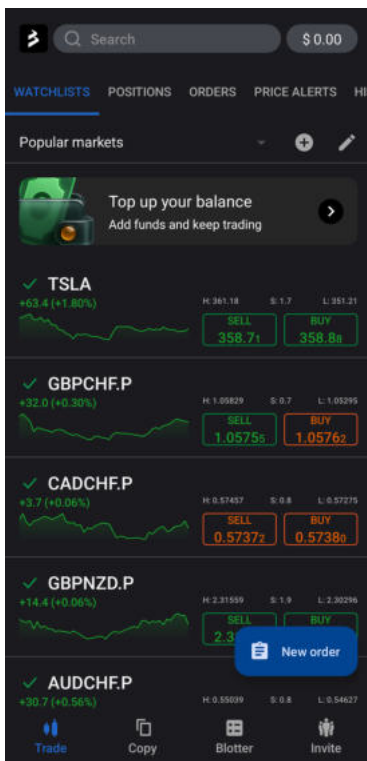 Search
$ 0.00
WATCHLISTS POSITIONS ORDERS PRICE ALERTS HI
Popular markets
Top up your balance
Add funds and keep trading
TSLA
+63.4 (+1.80%)
H: 361.18 S: 1.7 L: 351.21
SELL BUY
358.71 358.88
GBPCHF.P
+32.0 (+0.30%)
H: 1.05829 S: 0.7 L: 1.05295
SELL BUY
1.05755 1.05762
CADCHF.P
+3.7 (+0.06%)
H: 0.57457 S: 0.8 L: 0.57275
SELL BUY
0.57372 0.57380
GBPNZD.P
+14.4 (+0.06%)
H: 2.31559 S: 1.9 L: 2.30296
SELL BUY
2.3
New order
AUDCHF.P
+30.7 (+0.56%)
H: 0.55039 S: 0.8 L: 0.54627
Trade Copy Blotter Invite